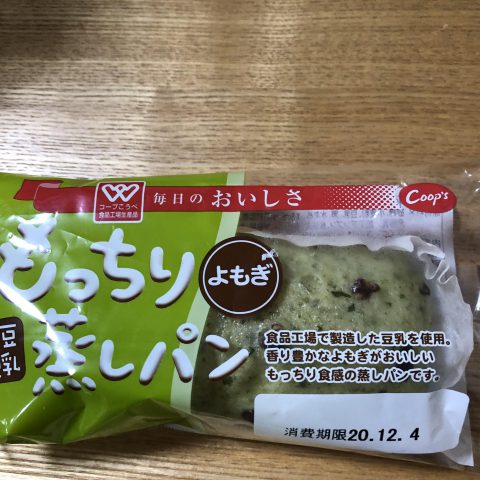 コープこうべ
食品工場生産品
毎日のおいしさ
Coop's
もっちり
よもぎ
豆乳
蒸しパン
食品工場で製造した豆乳を使用。
香り豊かなよもぎがおいしい
もっちり食感の蒸しパンです。
消費期限20.12.4